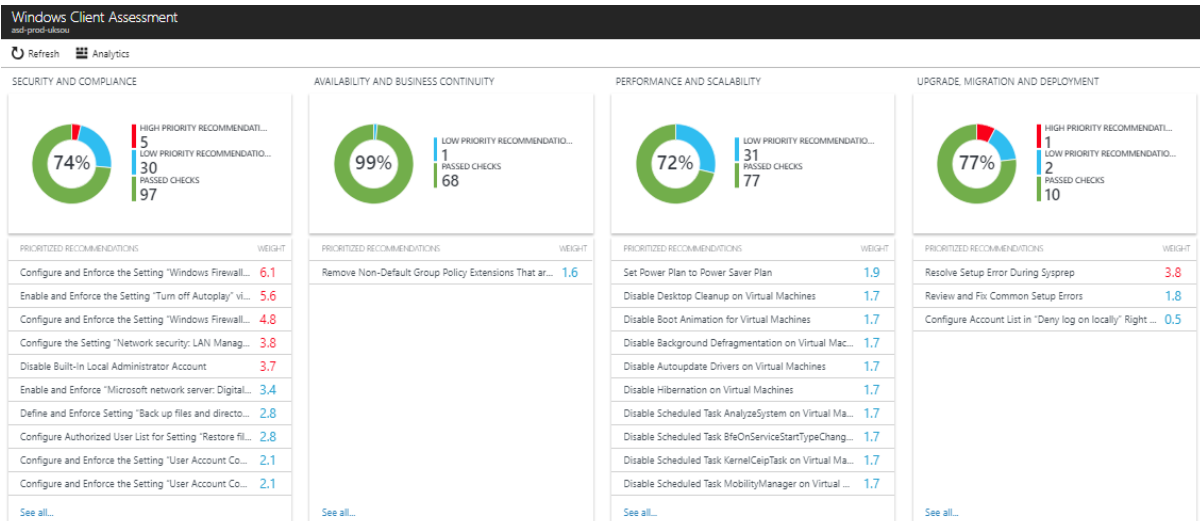 Windows Client Assessment
asd-prod-uksou
Refresh Analytics
SECURITY AND COMPLIANCE
74%
HIGH PRIORITY RECOMMENDATI...
5
LOW PRIORITY RECOMMENDATIO...
30
PASSED CHECKS
97
PRIORITIZED RECOMMENDATIONS WEIGHT
Configure and Enforce the Setting "Windows Firewall... 6.1
Enable and Enforce the Setting "Turn off Autoplay" vi... 5.6
Configure and Enforce the Setting "Windows Firewall... 4.8
Configure the Setting "Network security: LAN Manag... 3.8
Disable Built-In Local Administrator Account 3.7
Enable and Enforce "Microsoft network server: Digital... 3.4
Define and Enforce Setting "Back up files and directo... 2.8
Configure Authorized User List for Setting "Restore fil... 2.8
Configure and Enforce the Setting "User Account Co... 2.1
Configure and Enforce the Setting "User Account Co... 2.1
See all...
AVAILABILITY AND BUSINESS CONTINUITY
99%
LOW PRIORITY RECOMMENDATIO...
1
PASSED CHECKS
68
PRIORITIZED RECOMMENDATIONS WEIGHT
Remove Non-Default Group Policy Extensions That ar... 1.6
See all...
PERFORMANCE AND SCALABILITY
72%
LOW PRIORITY RECOMMENDATIO...
31
PASSED CHECKS
77
PRIORITIZED RECOMMENDATIONS WEIGHT
Set Power Plan to Power Saver Plan 1.9
Disable Desktop Cleanup on Virtual Machines 1.7
Disable Boot Animation for Virtual Machines 1.7
Disable Background Defragmentation on Virtual Mac... 1.7
Disable Autoupdate Drivers on Virtual Machines 1.7
Disable Hibernation on Virtual Machines 1.7
Disable Scheduled Task AnalyzeSystem on Virtual Ma... 1.7
Disable Scheduled Task BfeOnServiceStartTypeChang... 1.7
Disable Scheduled Task KernelCeipTask on Virtual Ma... 1.7
Disable Scheduled Task MobilityManager on Virtual ... 1.7
See all...
UPGRADE, MIGRATION AND DEPLOYMENT
77%
HIGH PRIORITY RECOMMENDATI...
1
LOW PRIORITY RECOMMENDATIO...
2
PASSED CHECKS
10
PRIORITIZED RECOMMENDATIONS WEIGHT
Resolve Setup Error During Sysprep 3.8
Review and Fix Common Setup Errors 1.8
Configure Account List in "Deny log on locally" Right ... 0.5
See all...